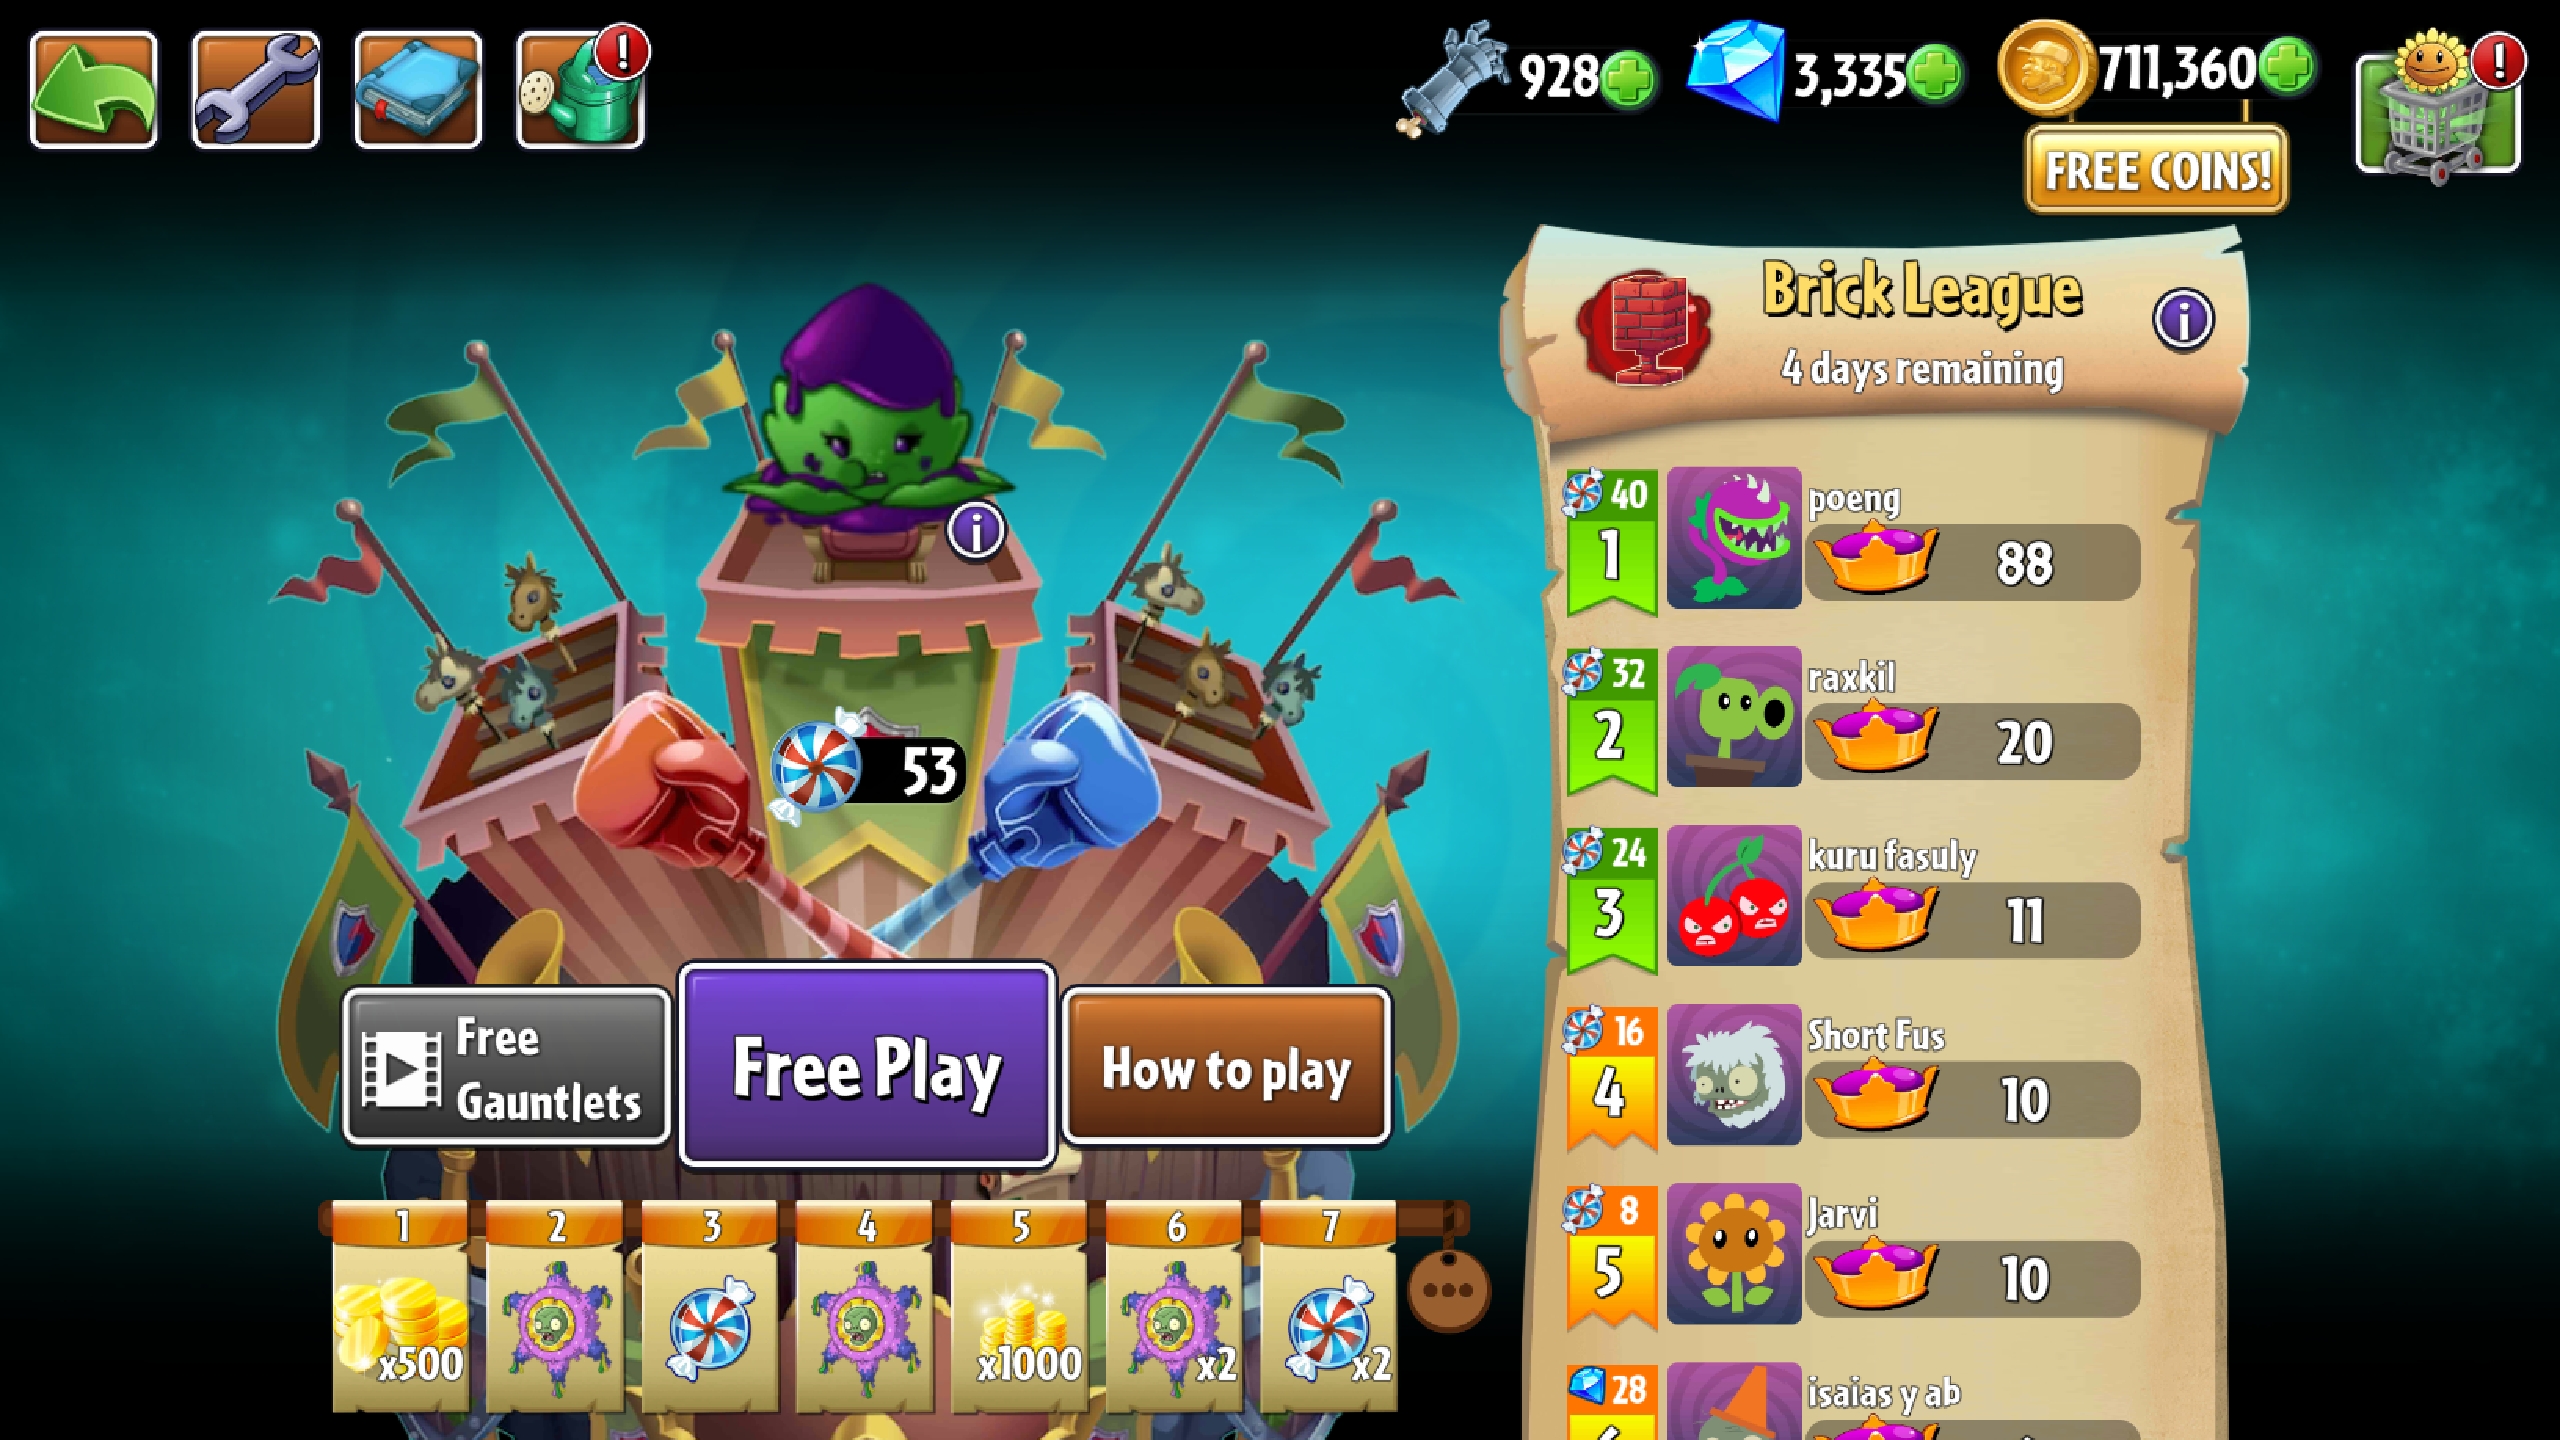 928
3,335
711,360
FREE COINS!
Brick League
4 days remaining
40
1
poeng
88
32
2
raxkil
20
24
3
kuru fasuly
11
16
4
Short Fus
10
8
5
Jarvi
10
28
isaias y ab
53
Free
Gauntlets
Free Play
How to play
1
2
3
4
5
6
7
x500
x1000
x2
x2